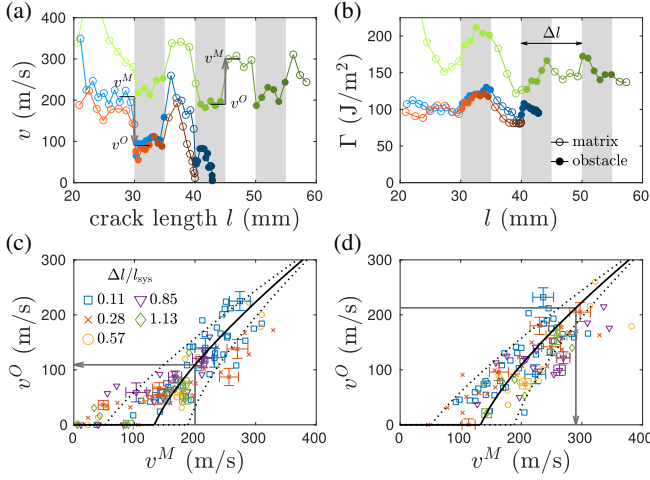 (a)
400
300
200
100
0
v (m/s)
v^M
v^O
v^M
v^O
20 30 40 50 60
crack length l (mm)
(b)
200
150
100
50
0
Γ (J/m²)
Δl
matrix
obstacle
20 30 40 50 60
l (mm)
(c)
300
200
100
0
v^O (m/s)
Δl/l_sys
0.11
0.28
0.57
0.85
1.13
0 100 200 300 400
v^M (m/s)
(d)
300
200
100
0
v^O (m/s)
0 100 200 300 400
v^M (m/s)